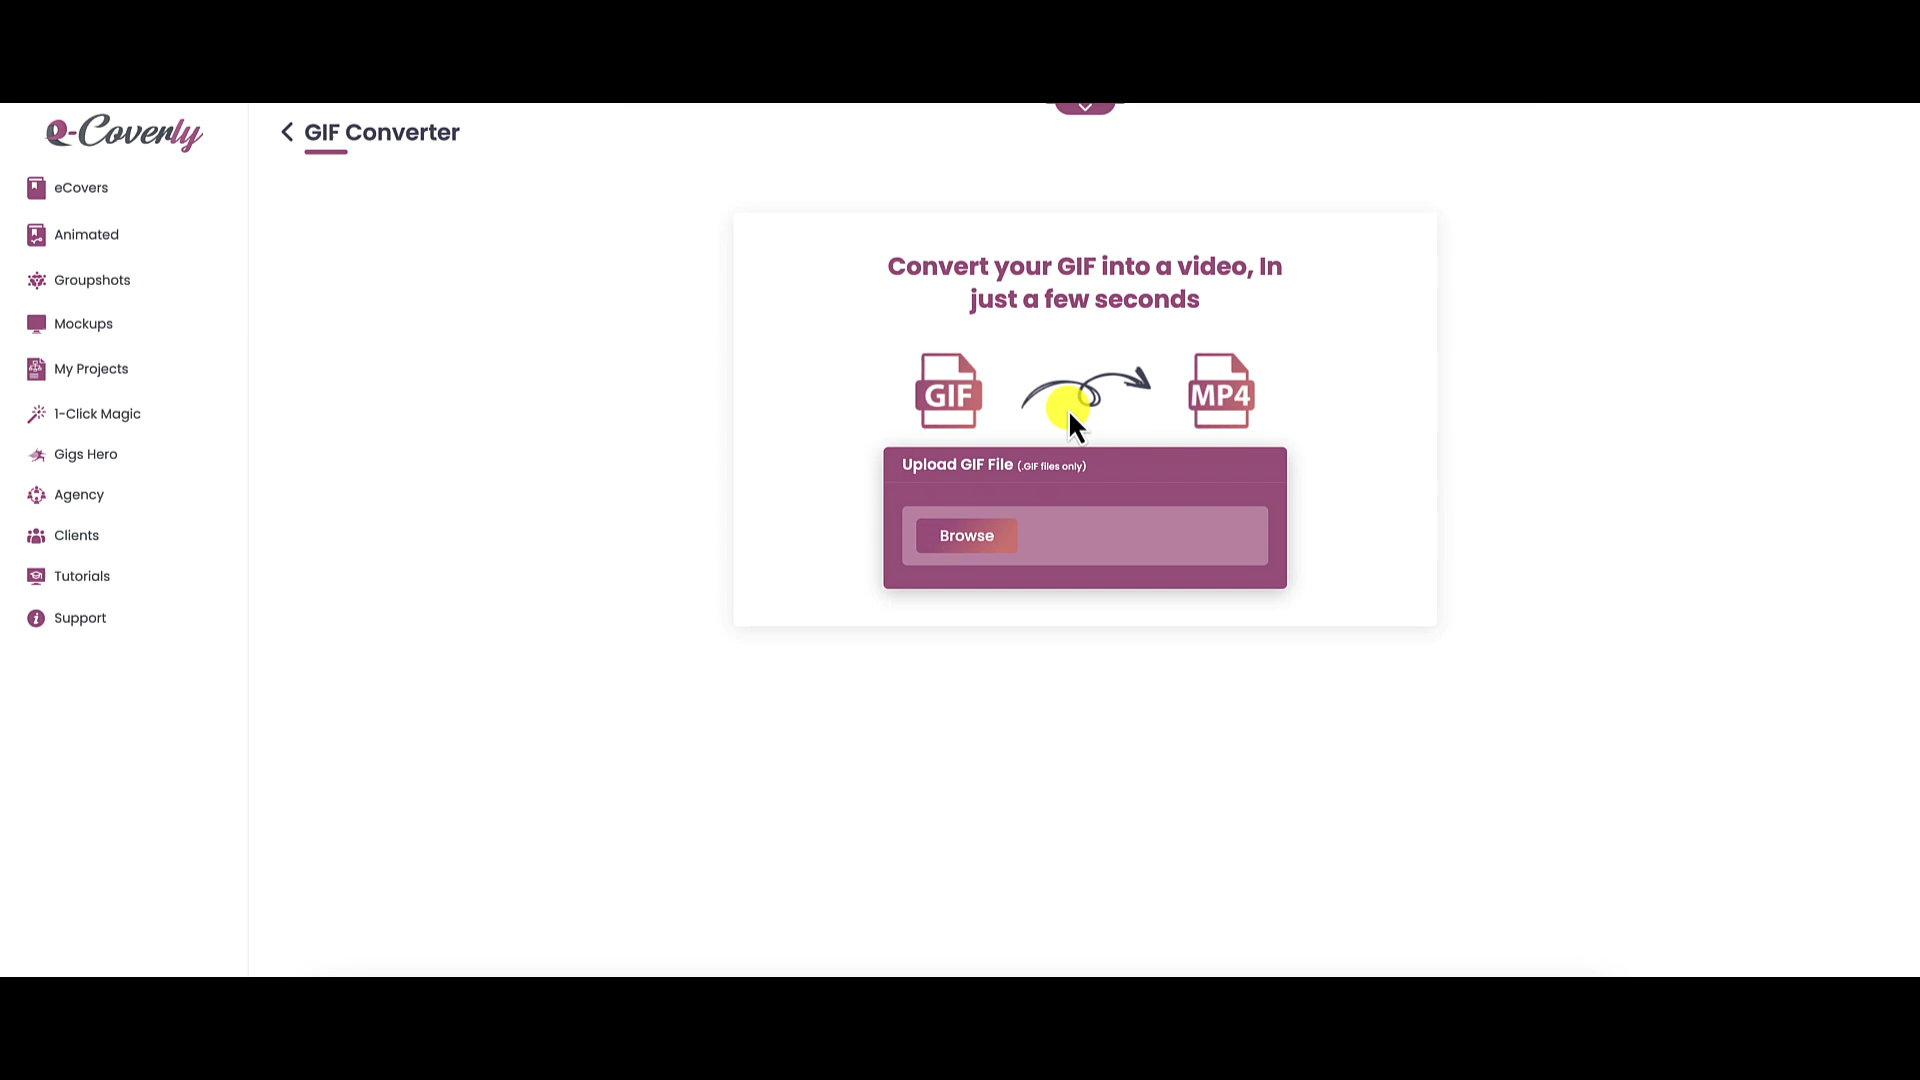 e-Coverly
GIF Converter
eCovers
Animated
Groupshots
Mockups
My Projects
1-Click Magic
Gigs Hero
Agency
Clients
Tutorials
Support
Convert your GIF into a video, In
just a few seconds
GIF
MP4
Upload GIF File (.GIF files only)
Browse